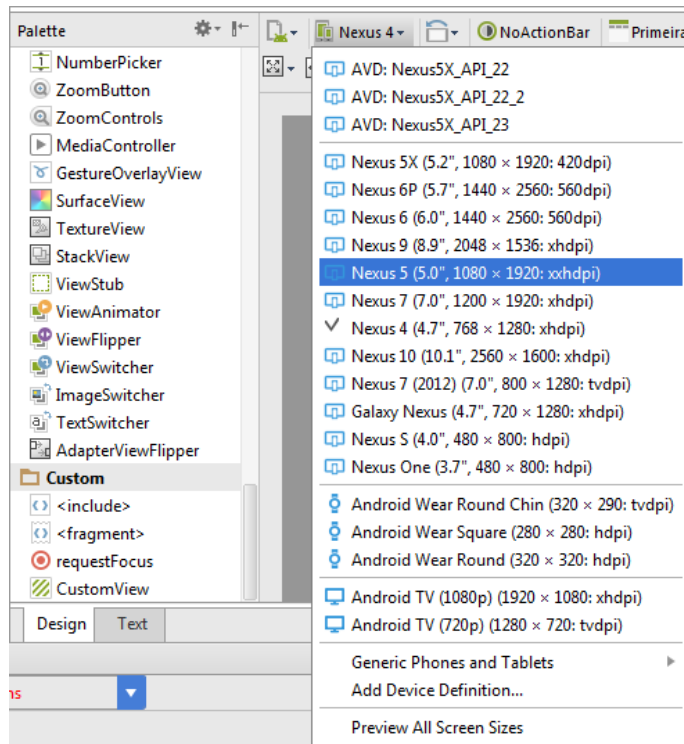 Palette
Nexus 4
NoActionBar
Primeira
NumberPicker
ZoomButton
ZoomControls
MediaController
GestureOverlayView
SurfaceView
TextureView
StackView
ViewStub
ViewAnimator
ViewFlipper
ViewSwitcher
ImageSwitcher
TextSwitcher
AdapterViewFlipper
Custom
<include>
<fragment>
requestFocus
CustomView
Design
Text
ns
AVD: Nexus5X_API_22
AVD: Nexus5X_API_22_2
AVD: Nexus5X_API_23
Nexus 5X (5.2", 1080 × 1920: 420dpi)
Nexus 6P (5.7", 1440 × 2560: 560dpi)
Nexus 6 (6.0", 1440 × 2560: 560dpi)
Nexus 9 (8.9", 2048 × 1536: xhdpi)
Nexus 5 (5.0", 1080 × 1920: xxhdpi)
Nexus 7 (7.0", 1200 × 1920: xhdpi)
Nexus 4 (4.7", 768 × 1280: xhdpi)
Nexus 10 (10.1", 2560 × 1600: xhdpi)
Nexus 7 (2012) (7.0", 800 × 1280: tvdpi)
Galaxy Nexus (4.7", 720 × 1280: xhdpi)
Nexus S (4.0", 480 × 800: hdpi)
Nexus One (3.7", 480 × 800: hdpi)
Android Wear Round Chin (320 × 290: tvdpi)
Android Wear Square (280 × 280: hdpi)
Android Wear Round (320 × 320: hdpi)
Android TV (1080p) (1920 × 1080: xhdpi)
Android TV (720p) (1280 × 720: tvdpi)
Generic Phones and Tablets
Add Device Definition...
Preview All Screen Sizes